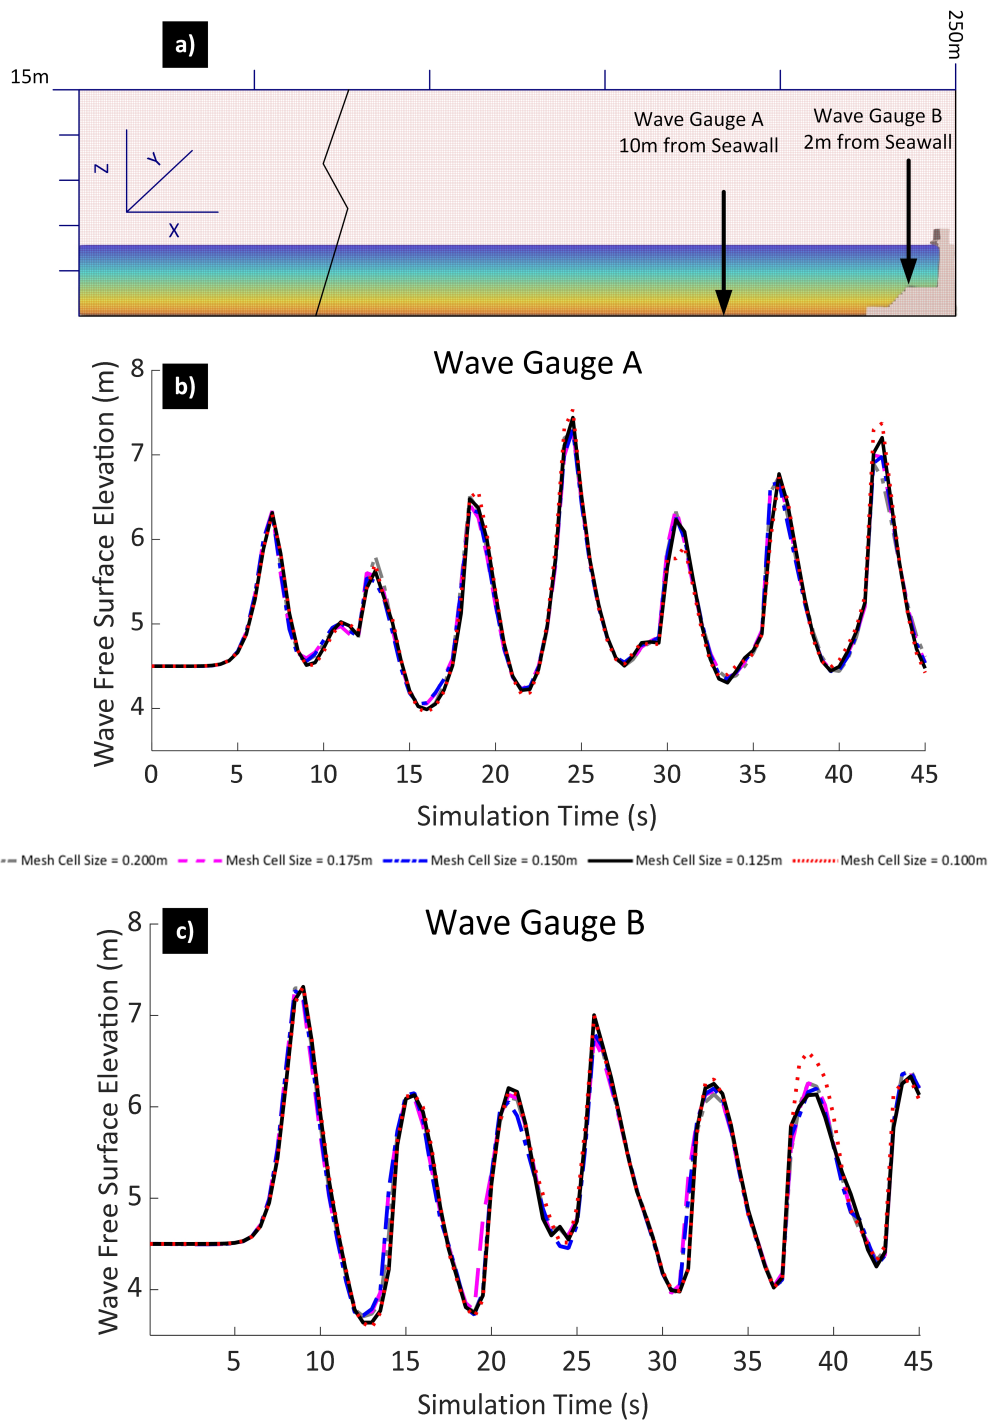 a)
250m
15m
Wave Gauge A
10m from Seawall
Wave Gauge B
2m from Seawall
Z
Y
X
Wave Gauge A
b)
Wave Free Surface Elevation (m)
8
7
6
5
4
0 5 10 15 20 25 30 35 40 45
Simulation Time (s)
Mesh Cell Size = 0.200m Mesh Cell Size = 0.175m Mesh Cell Size = 0.150m Mesh Cell Size = 0.125m Mesh Cell Size = 0.100m
Wave Gauge B
c)
Wave Free Surface Elevation (m)
8
7
6
5
4
5 10 15 20 25 30 35 40 45
Simulation Time (s)